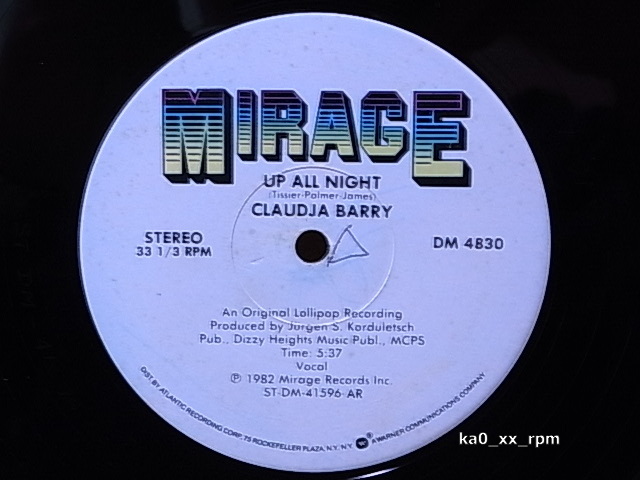 MIRAGE
UP ALL NIGHT
(Tissier-Palmer-James)
CLAUDJA BARRY
STEREO
33 1/3 RPM
DM 4830
An Original Lollipop Recording
Produced by Jurgen S. Korduletsch
Pub., Dizzy Heights Music Publ., MCPS
Time: 5:37
Vocal
℗ 1982 Mirage Records Inc.
ST-DM-41596-AR
DIST. BY ATLANTIC RECORDING CORP., 75 ROCKEFELLER PLAZA, N.Y., N.Y. W® A WARNER COMMUNICATIONS COMPANY
ka0_xx_rpm